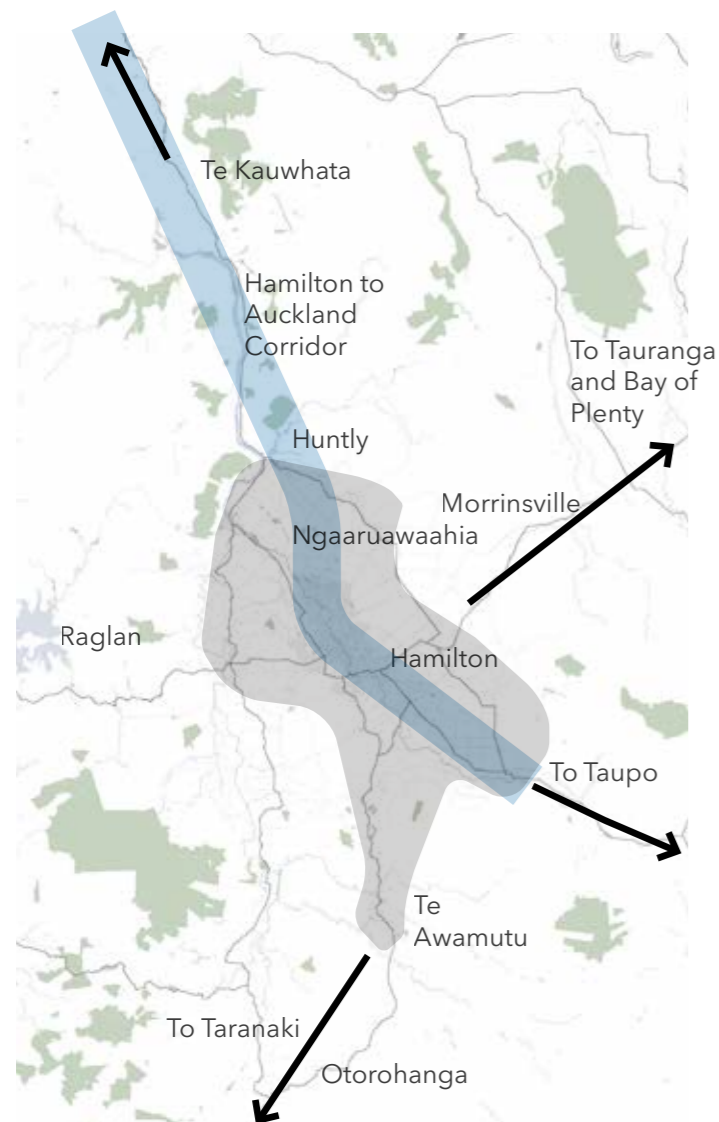 Te Kauwhata
Hamilton to
Auckland
Corridor
To Tauranga
and Bay of
Plenty
Huntly
Morrinsville
Ngaaruawaahia
Raglan
Hamilton
To Taupo
Te
Awamutu
To Taranaki
Otorohanga